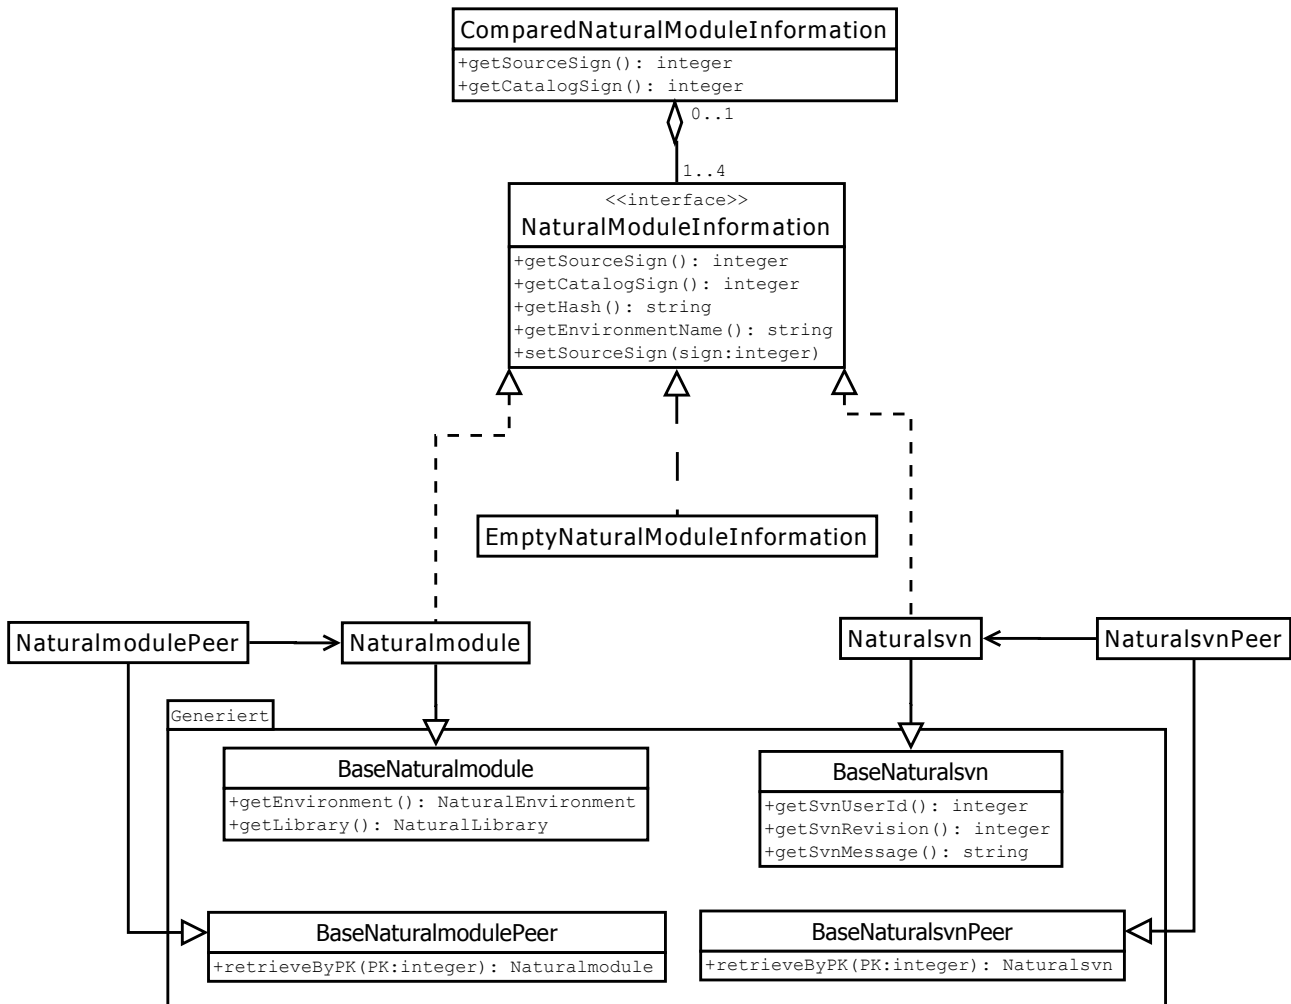 ComparedNaturalModuleInformation
+getSourceSign(): integer
+getCatalogSign(): integer
0..1
1..4
<<interface>>
NaturalModuleInformation
+getSourceSign(): integer
+getCatalogSign(): integer
+getHash(): string
+getEnvironmentName(): string
+setSourceSign(sign:integer)
EmptyNaturalModuleInformation
NaturalmodulePeer
Naturalmodule
Naturalsvn
NaturalsvnPeer
Generiert
BaseNaturalmodule
+getEnvironment(): NaturalEnvironment
+getLibrary(): NaturalLibrary
BaseNaturalsvn
+getSvnUserId(): integer
+getSvnRevision(): integer
+getSvnMessage(): string
BaseNaturalmodulePeer
+retrieveByPK(PK:integer): Naturalmodule
BaseNaturalsvnPeer
+retrieveByPK(PK:integer): Naturalsvn